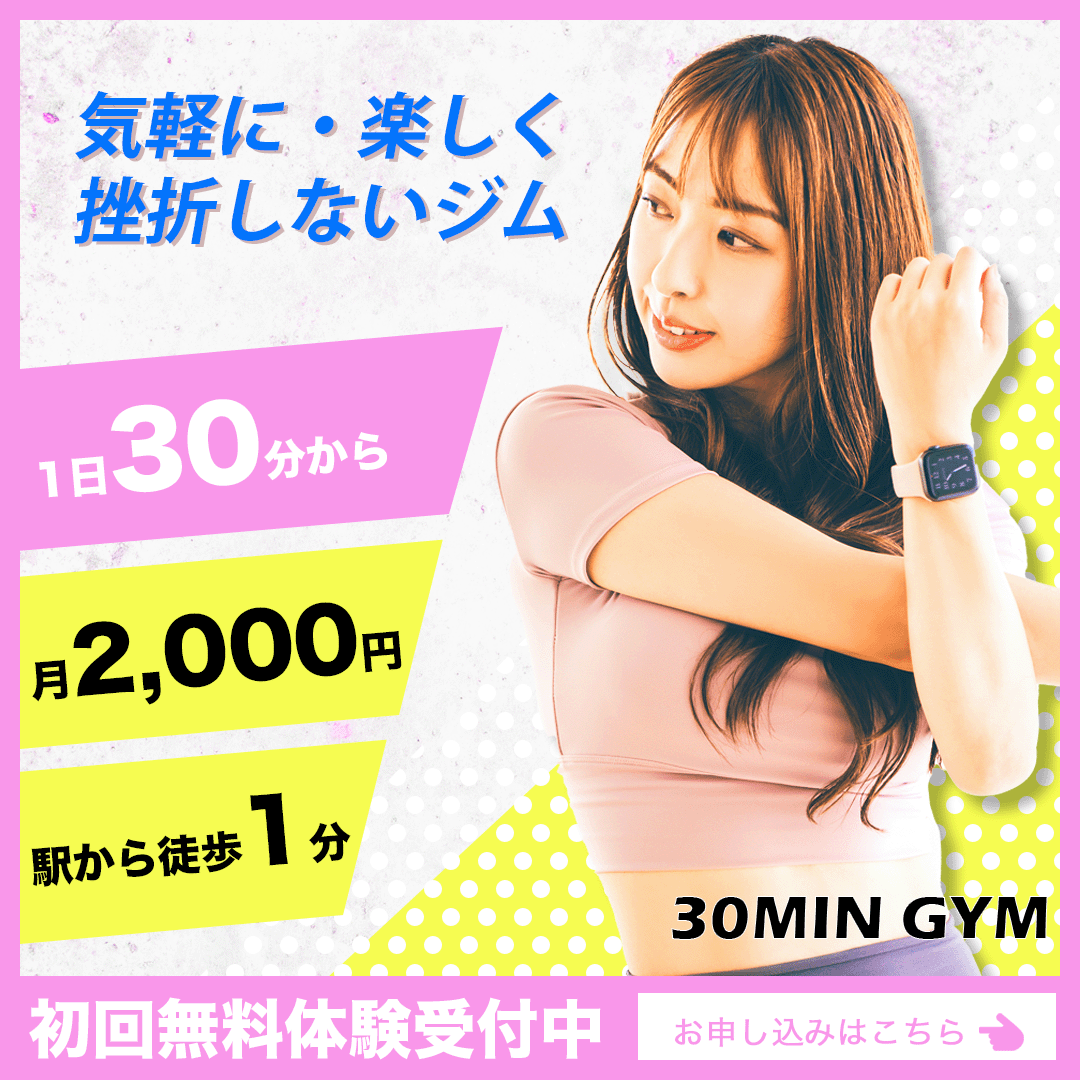 気軽に・楽しく
挫折しないジム
1日30分から
月2,000円
駅から徒歩1分
30MIN GYM
初回無料体験受付中
お申し込みはこちら